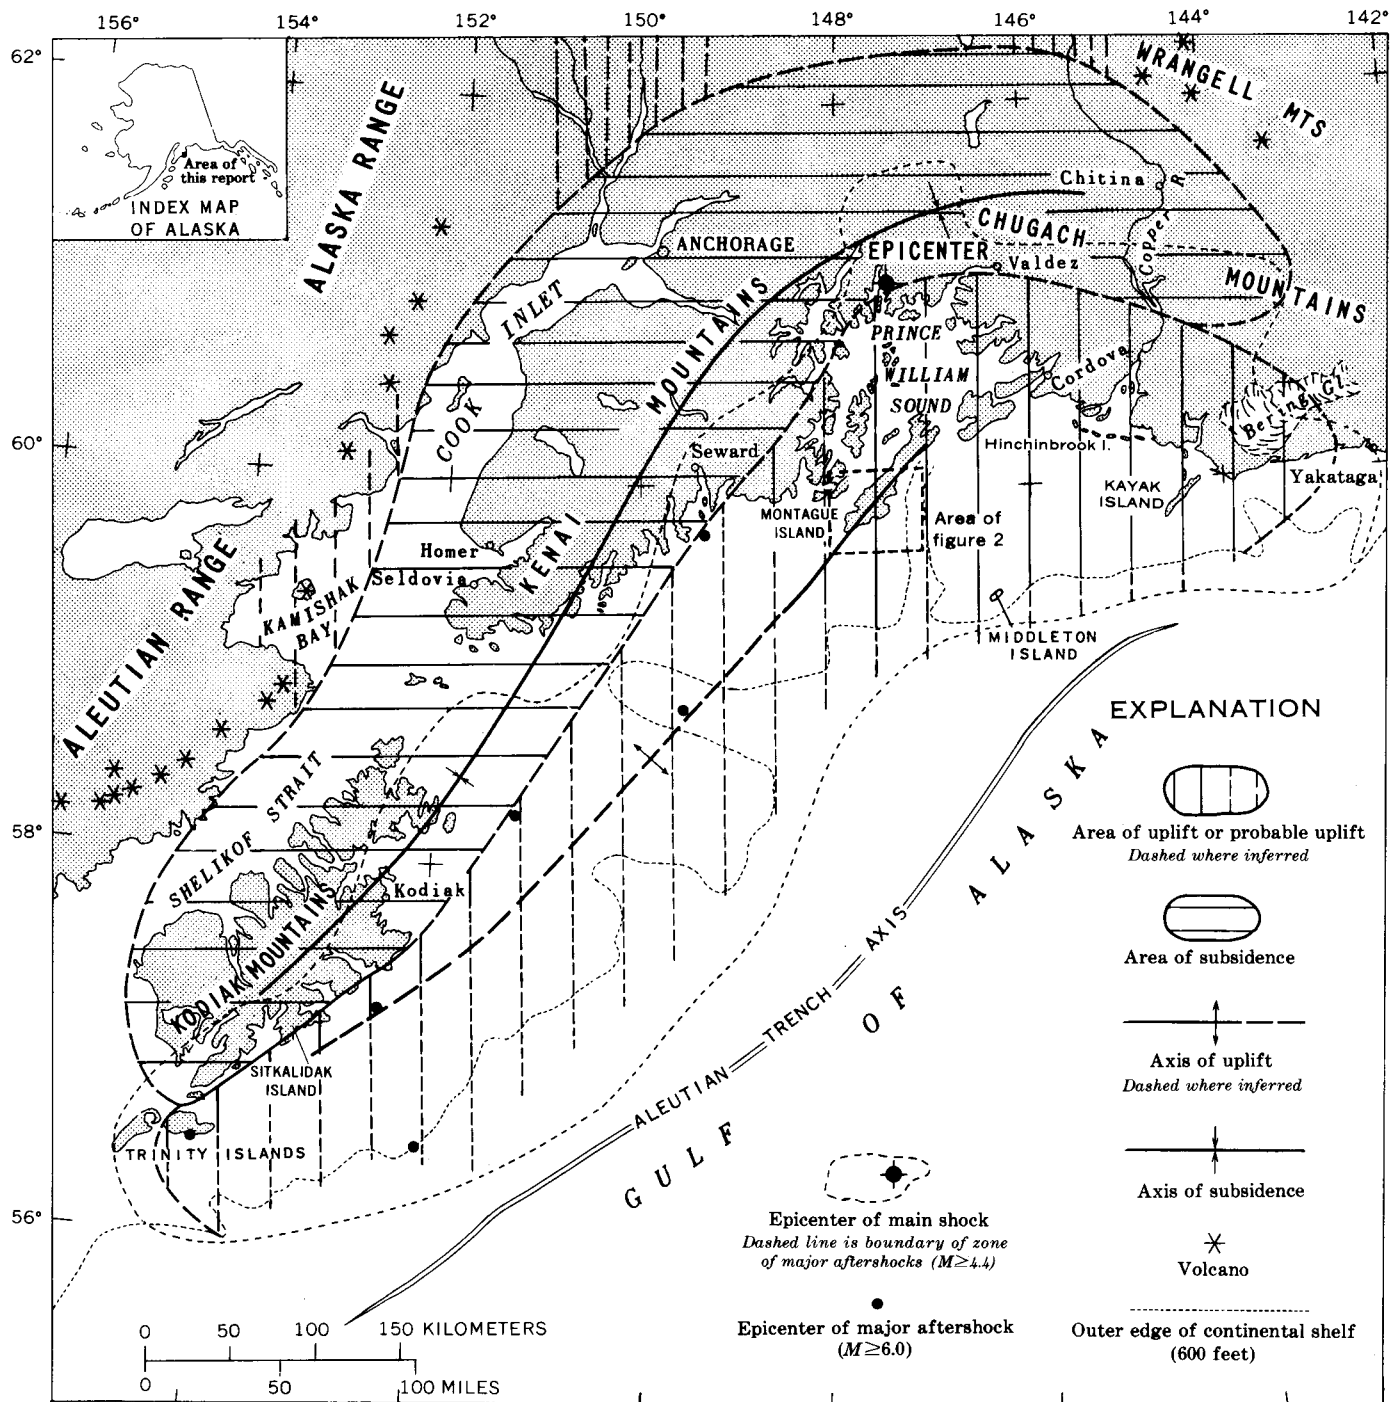 156° 154° 152° 150° 148° 146° 144° 142°
62°
60°
58°
56°
Area of
this report
INDEX MAP
OF ALASKA
ALASKA RANGE
WRANGELL MTS
Chitina
Copper R
CHUGACH
MOUNTAINS
ANCHORAGE
EPICENTER
Valdez
COOK INLET
PRINCE
WILLIAM
SOUND
Cordova
Bering Gl.
KENAI MOUNTAINS
Seward
Hinchinbrook I.
Yakataga
KAYAK
ISLAND
MONTAGUE
ISLAND
Area of
figure 2
Homer
Seldovia
KAMISHAK
BAY
ALEUTIAN RANGE
MIDDLETON
ISLAND
SHELIKOF STRAIT
Kodiak
KODIAK MOUNTAINS
SITKALIDAK
ISLAND
TRINITY ISLANDS
ALEUTIAN TRENCH AXIS
GULF OF ALASKA
EXPLANATION
Area of uplift or probable uplift
Dashed where inferred
Area of subsidence
Axis of uplift
Dashed where inferred
Axis of subsidence
Volcano
Outer edge of continental shelf
(600 feet)
Epicenter of main shock
Dashed line is boundary of zone
of major aftershocks (M≥4.4)
Epicenter of major aftershock
(M≥6.0)
0 50 100 150 KILOMETERS
0 50 100 MILES